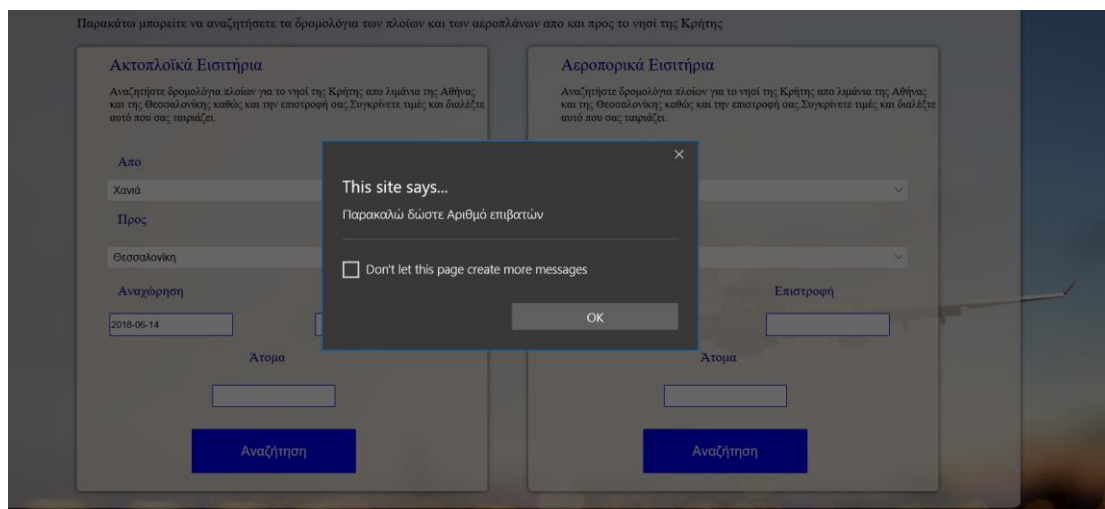 Παρακάτω μπορείτε να αναζητήσετε τα δρομολόγια των πλοίων και των αεροπλάνων απο και προς το νησί της Κρήτης
Ακτοπλοϊκά Εισιτήρια
Αναζητήστε δρομολόγια πλοίων για το νησί της Κρήτης απο λιμάνια της Αθήνας
και της Θεσσαλονίκης καθώς και την επιστροφή σας.Συγκρίνετε τιμές και διαλέξτε
αυτό που σας ταιριάζει.
Απο
Χανιά
Προς
Θεσσαλονίκη
Αναχώρηση
2018-06-14
Άτομα
Αναζήτηση
Αεροπορικά Εισιτήρια
Αναζητήστε δρομολόγια πλοίων για το νησί της Κρήτης απο λιμάνια της Αθήνας
και της Θεσσαλονίκης καθώς και την επιστροφή σας.Συγκρίνετε τιμές και διαλέξτε
αυτό που σας ταιριάζει.
Επιστροφή
Άτομα
Αναζήτηση
This site says...
Παρακαλώ δώστε Αριθμό επιβατών
Don't let this page create more messages
OK